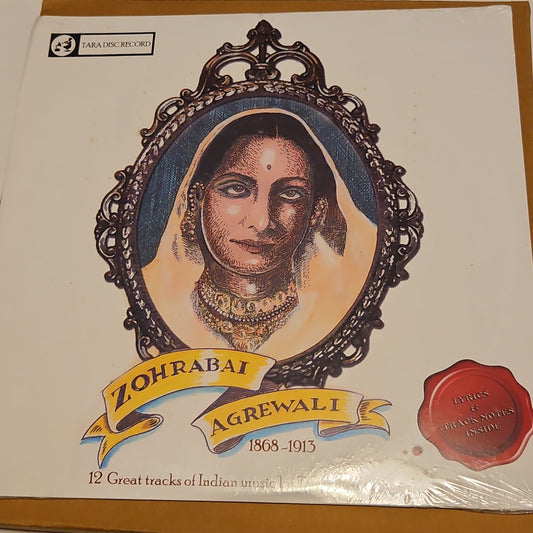 TARA DISC RECORD
ZOHRABAI
AGREWALI
1868-1913
LYRICS
&
TRACK NOTES
INSIDE
12 Great tracks of Indian music